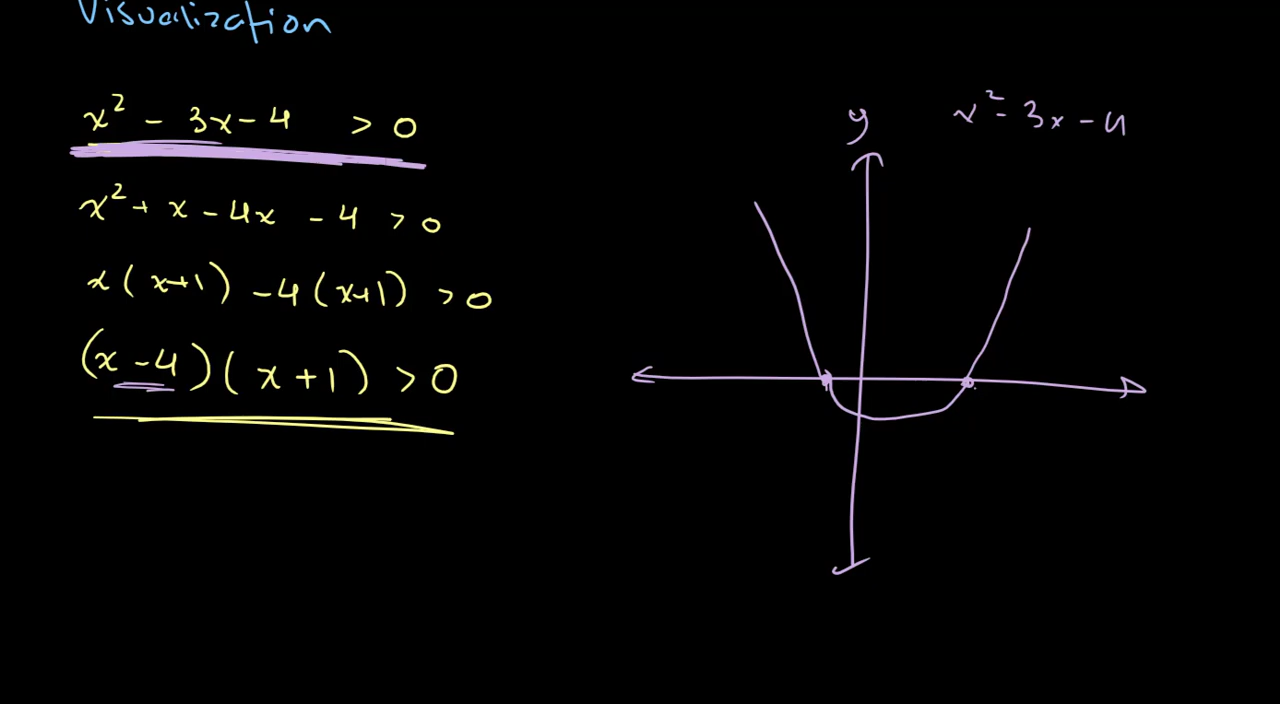 Visualization
x² - 3x - 4 > 0
x² + x - 4x - 4 > 0
x(x+1) - 4(x+1) > 0
(x - 4)(x + 1) > 0
y
x² - 3x - 4